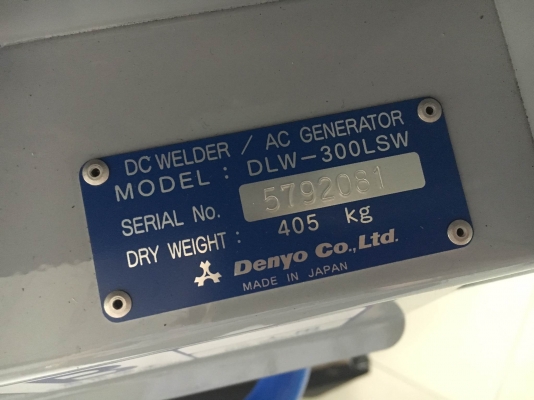 DC WELDER / AC GENERATOR
MODEL : DLW-300LSW
SERIAL No. 5792081
DRY WEIGHT : 405 kg
Denyo Co.,Ltd.
MADE IN JAPAN